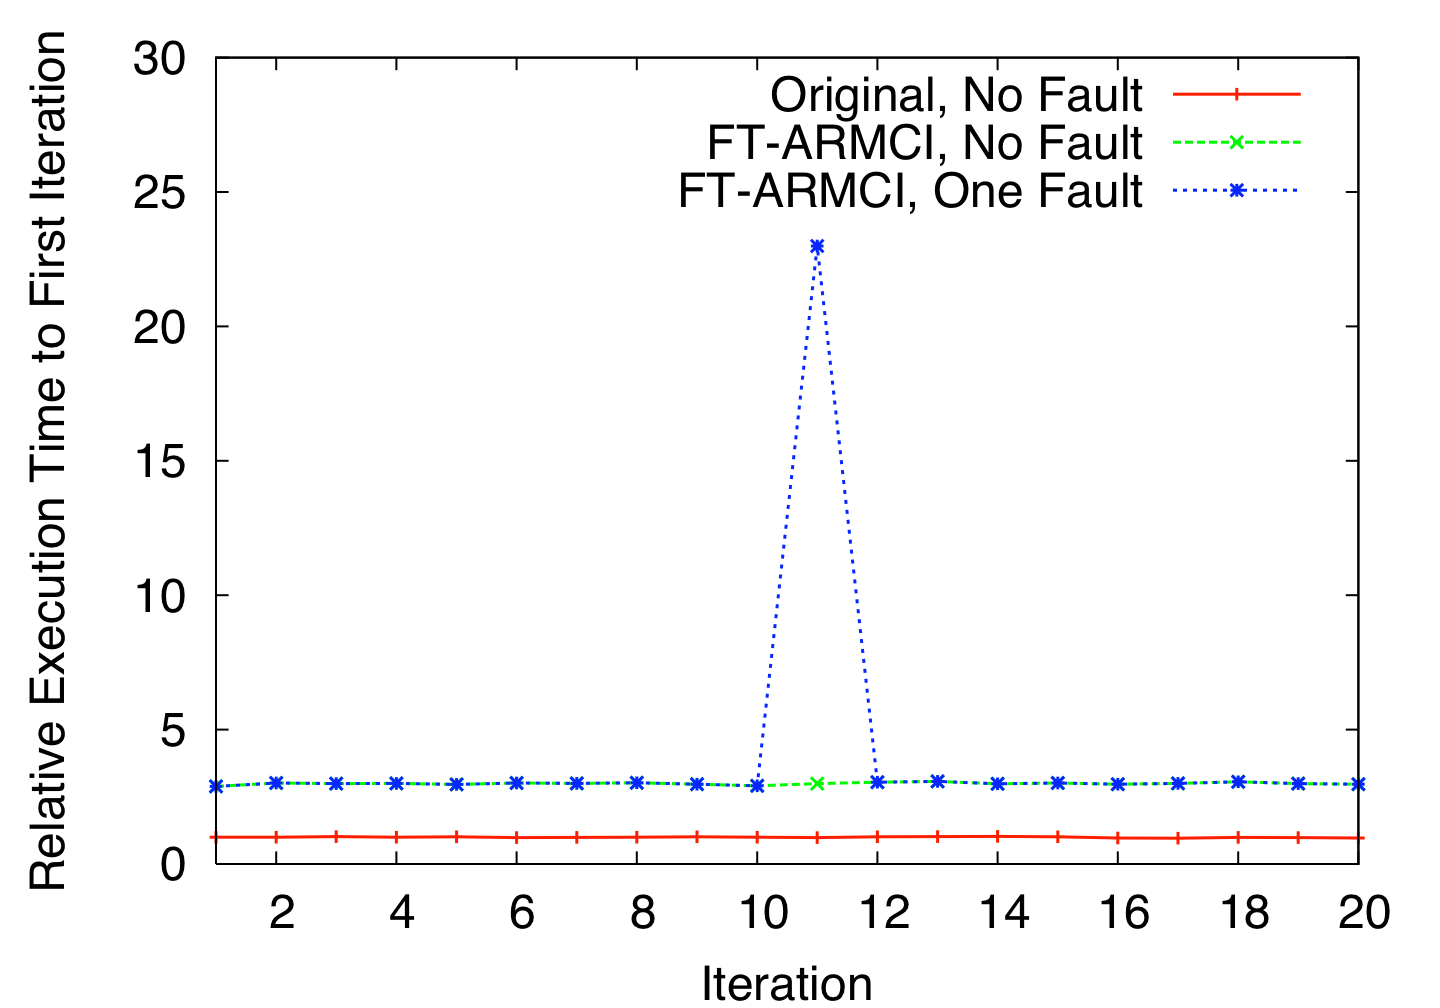 Relative Execution Time to First Iteration
30
25
20
15
10
5
0
Original, No Fault
FT-ARMCI, No Fault
FT-ARMCI, One Fault
2 4 6 8 10 12 14 16 18 20
Iteration